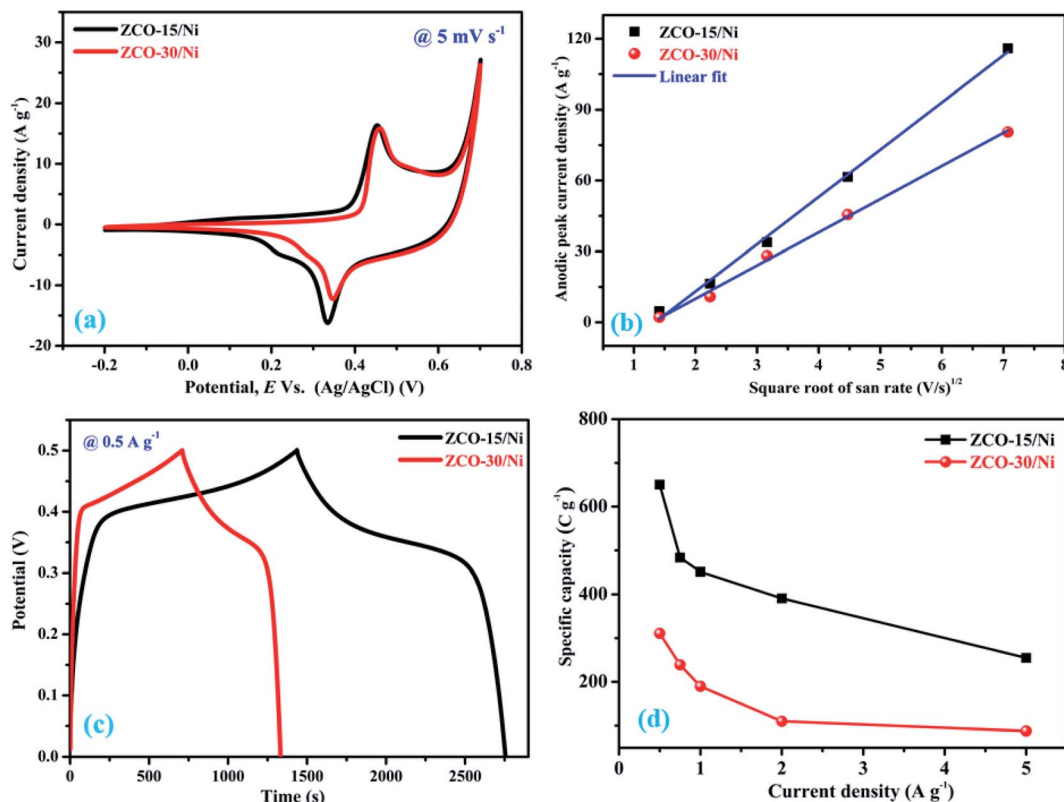 ZCO-15/Ni
ZCO-30/Ni
@ 5 mV s⁻¹
30
20
10
0
-10
-20
Current density (A g⁻¹)
(a)
-0.2 0.0 0.2 0.4 0.6 0.8
Potential, E Vs. (Ag/AgCl) (V)
ZCO-15/Ni
ZCO-30/Ni
Linear fit
120
90
60
30
0
Anodic peak current density (A g⁻¹)
(b)
1 2 3 4 5 6 7 8
Square root of san rate (V/s)¹ᐟ²
@ 0.5 A g⁻¹
ZCO-15/Ni
ZCO-30/Ni
0.5
0.4
0.3
0.2
0.1
0.0
Potential (V)
(c)
0 500 1000 1500 2000 2500
Time (s)
ZCO-15/Ni
ZCO-30/Ni
800
600
400
200
Specific capacity (C g⁻¹)
(d)
0 1 2 3 4 5
Current density (A g⁻¹)